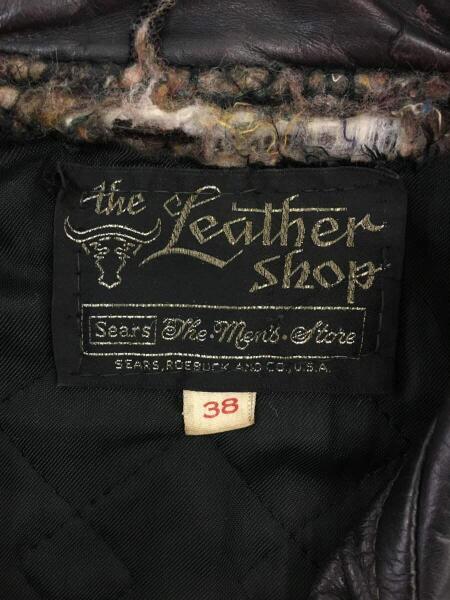 the
Leather
shop
Sears The·Men's·Store
SEARS, ROEBUCK AND CO., U.S.A.
38